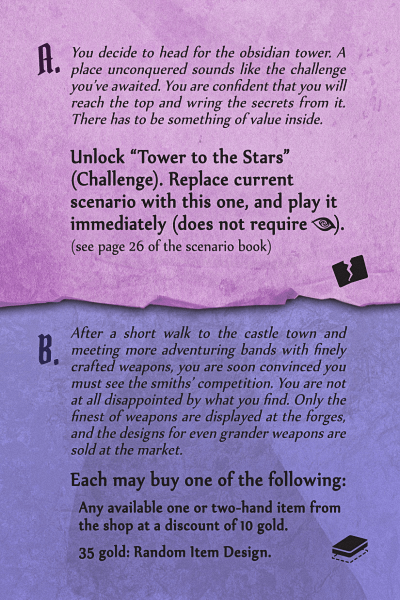 A.
You decide to head for the obsidian tower. A
place unconquered sounds like the challenge
you've awaited. You are confident that you will
reach the top and wring the secrets from it.
There has to be something of value inside.
Unlock “Tower to the Stars”
(Challenge). Replace current
scenario with this one, and play it
immediately (does not require ).
(see page 26 of the scenario book)
B.
After a short walk to the castle town and
meeting more adventuring bands with finely
crafted weapons, you are soon convinced you
must see the smiths' competition. You are not
at all disappointed by what you find. Only the
finest of weapons are displayed at the forges,
and the designs for even grander weapons are
sold at the market.
Each may buy one of the following:
Any available one or two-hand item from
the shop at a discount of 10 gold.
35 gold: Random Item Design.